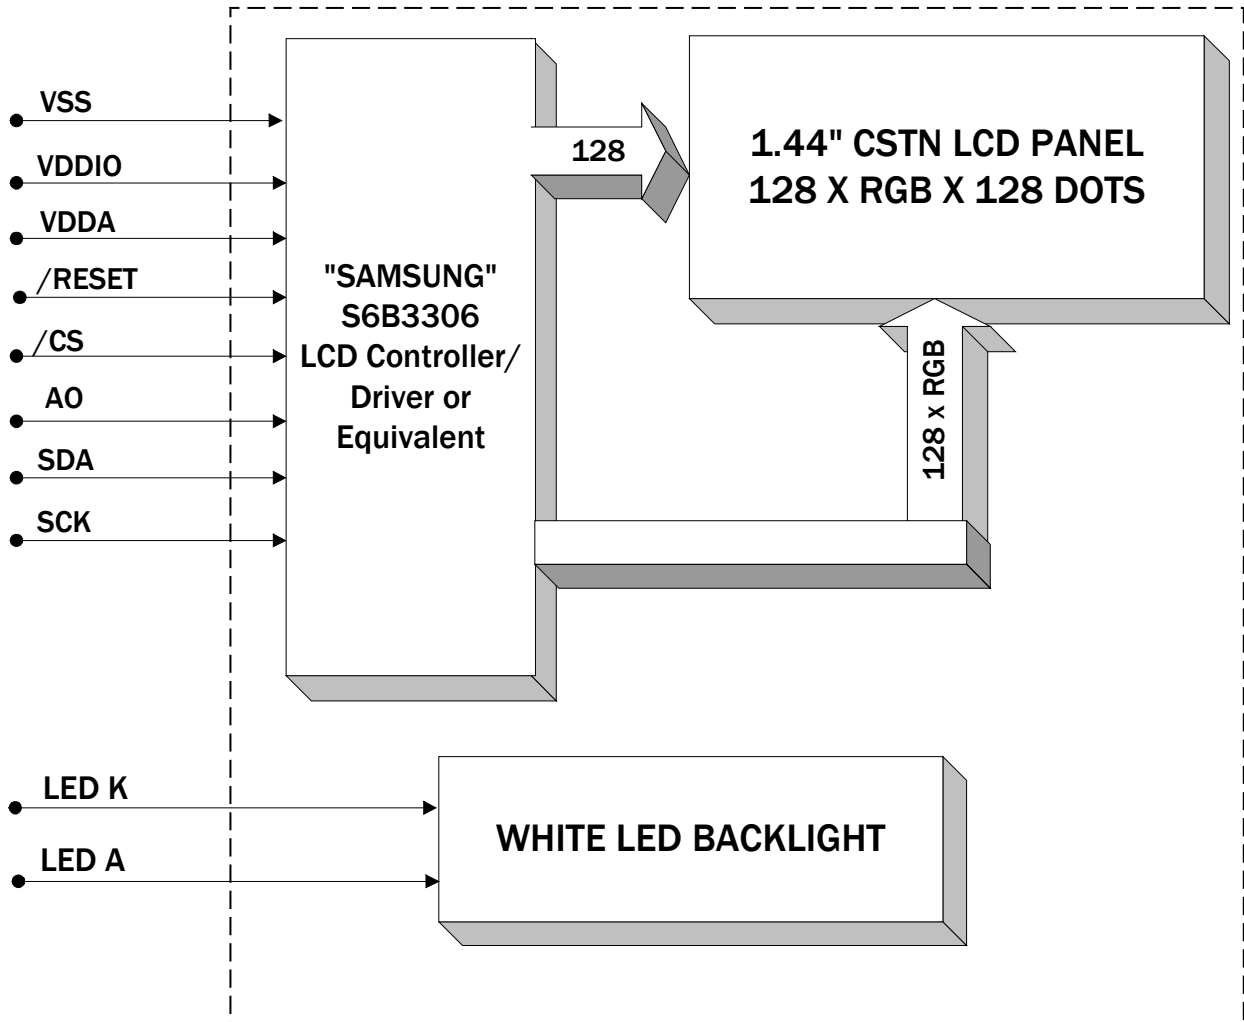 VSS
VDDIO
VDDA
/RESET
/CS
AO
SDA
SCK
"SAMSUNG"
S6B3306
LCD Controller/
Driver or
Equivalent
128
1.44" CSTN LCD PANEL
128 X RGB X 128 DOTS
128 x RGB
LED K
LED A
WHITE LED BACKLIGHT